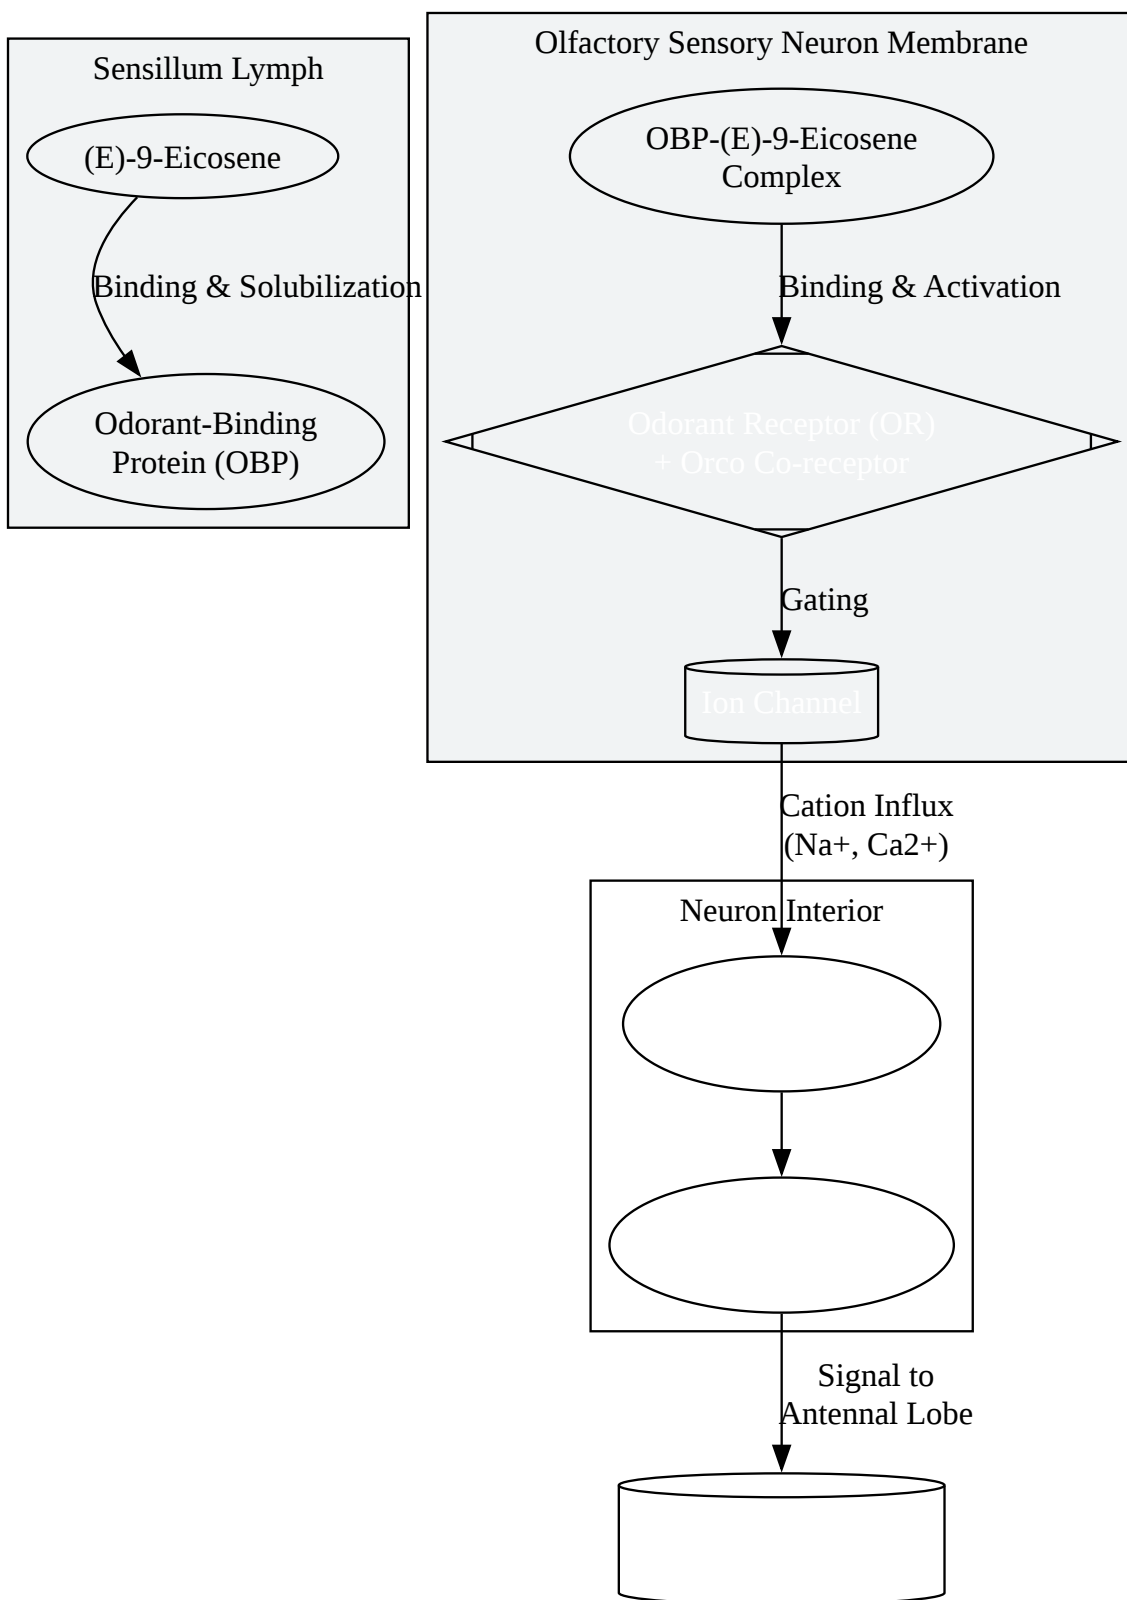 Sensillum Lymph
(E)-9-Eicosene
Binding & Solubilization
Odorant-Binding
Protein (OBP)
Olfactory Sensory Neuron Membrane
OBP-(E)-9-Eicosene
Complex
Binding & Activation
Odorant Receptor (OR)
+ Orco Co-receptor
Gating
Ion Channel
Cation Influx
(Na+, Ca2+)
Neuron Interior
Signal to
Antennal Lobe